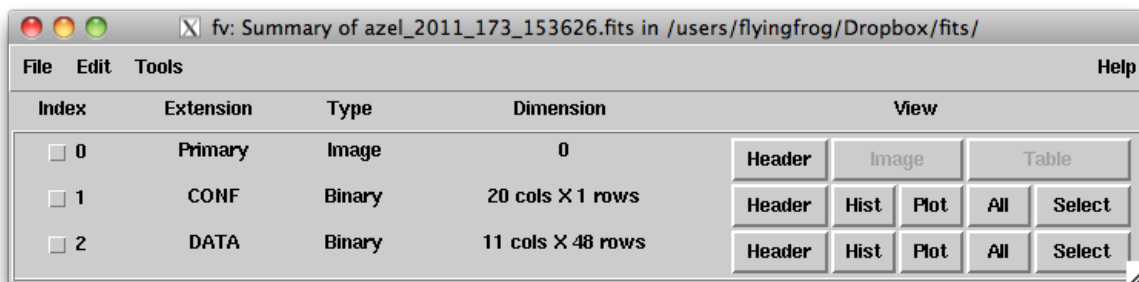 X fv: Summary of azel_2011_173_153626.fits in /users/flyingfrog/Dropbox/fits/
File Edit Tools Help
Index Extension Type Dimension View
0 Primary Image 0 Header Image Table
1 CONF Binary 20 cols X 1 rows Header Hist Plot All Select
2 DATA Binary 11 cols X 48 rows Header Hist Plot All Select